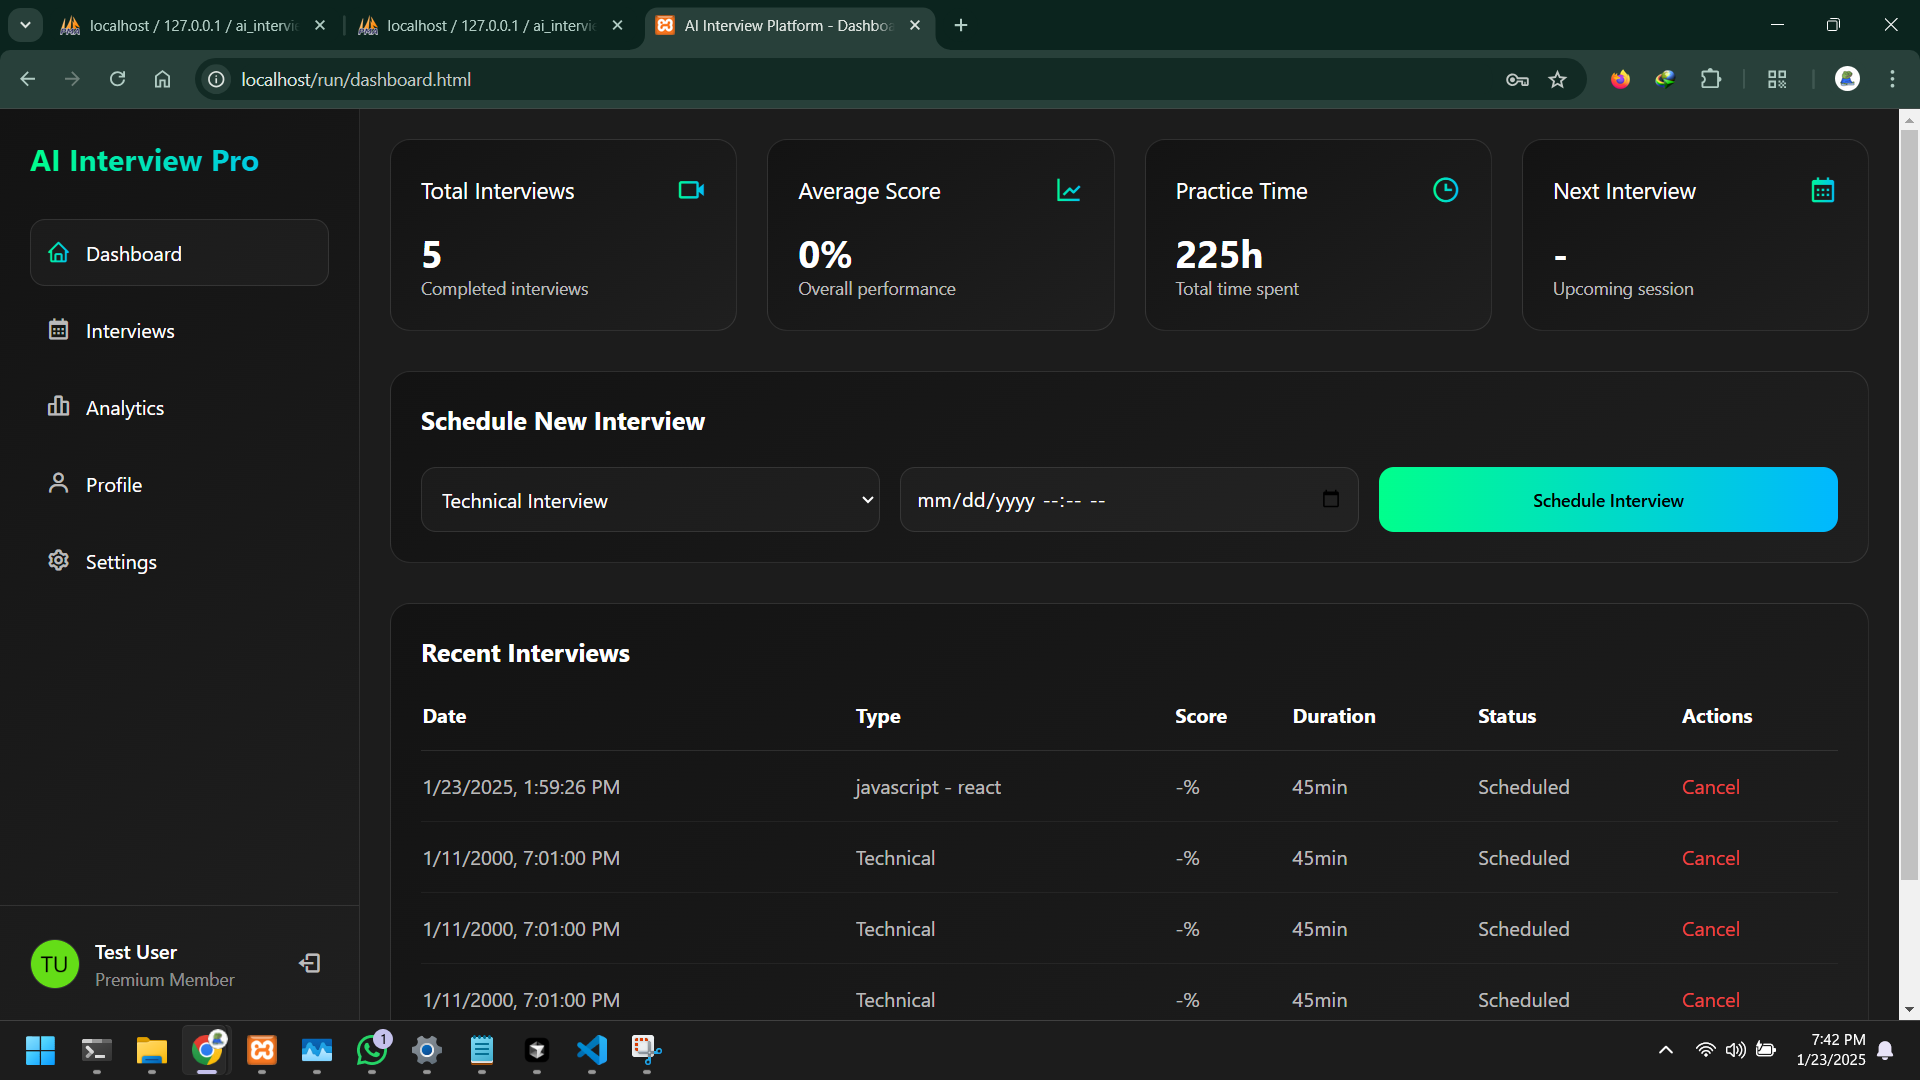 localhost / 127.0.0.1 / ai_intervie
localhost / 127.0.0.1 / ai_intervie
AI Interview Platform - Dashboa
localhost/run/dashboard.html
AI Interview Pro
Dashboard
Interviews
Analytics
Profile
Settings
TU
Test User
Premium Member
Total Interviews
5
Completed interviews
Average Score
0%
Overall performance
Practice Time
225h
Total time spent
Next Interview
-
Upcoming session
Schedule New Interview
Technical Interview
mm/dd/yyyy --:-- --
Schedule Interview
Recent Interviews
Date Type Score Duration Status Actions
1/23/2025, 1:59:26 PM javascript - react -% 45min Scheduled Cancel
1/11/2000, 7:01:00 PM Technical -% 45min Scheduled Cancel
1/11/2000, 7:01:00 PM Technical -% 45min Scheduled Cancel
1/11/2000, 7:01:00 PM Technical -% 45min Scheduled Cancel
1
7:42 PM
1/23/2025